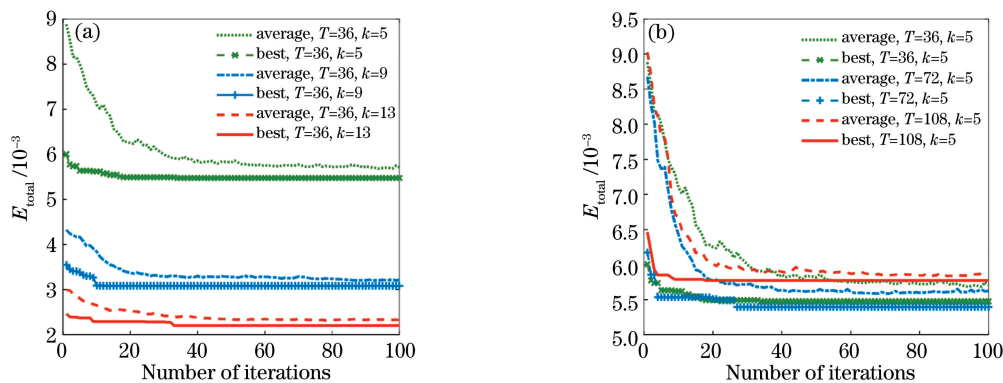 (a)
average, T=36, k=5
best, T=36, k=5
average, T=36, k=9
best, T=36, k=9
average, T=36, k=13
best, T=36, k=13
9
8
7
6
5
4
3
2
E_total /10⁻³
0 20 40 60 80 100
Number of iterations
(b)
average, T=36, k=5
best, T=36, k=5
average, T=72, k=5
best, T=72, k=5
average, T=108, k=5
best, T=108, k=5
9.5
9.0
8.5
8.0
7.5
7.0
6.5
6.0
5.5
5.0
E_total /10⁻³
0 20 40 60 80 100
Number of iterations